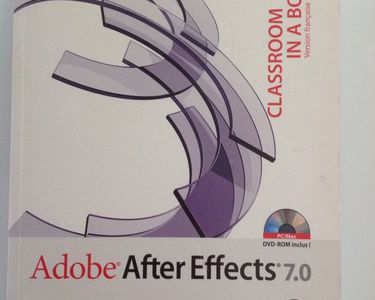 CLASSROOM
IN A BO
Version française
PC/Mac
DVD-ROM inclus !
Adobe® After Effects® 7.0